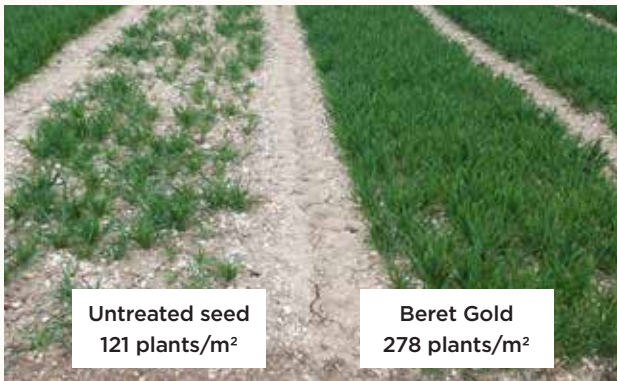 Untreated seed
121 plants/m²
Beret Gold
278 plants/m²